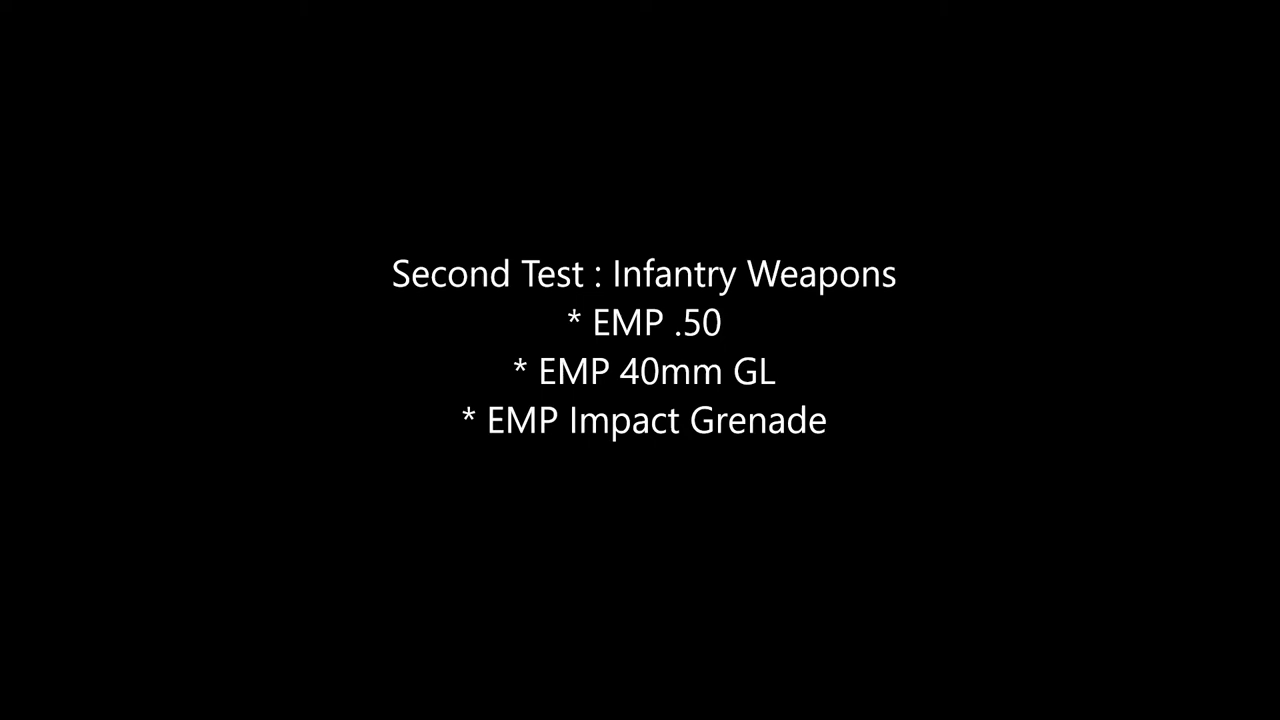 Second Test : Infantry Weapons
* EMP .50
* EMP 40mm GL
* EMP Impact Grenade